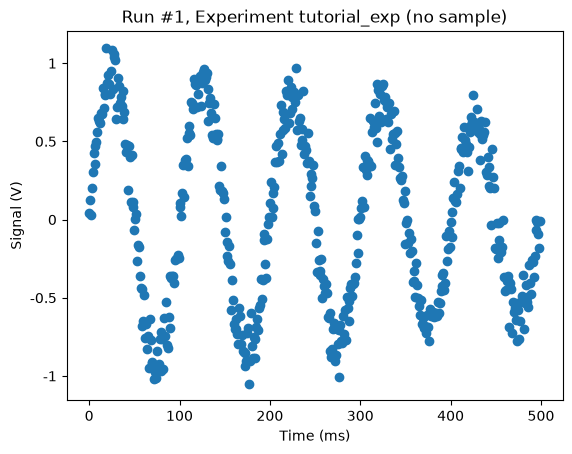 Run #1, Experiment tutorial_exp (no sample)
1
0.5
0
-0.5
-1
Signal (V)
0 100 200 300 400 500
Time (ms)